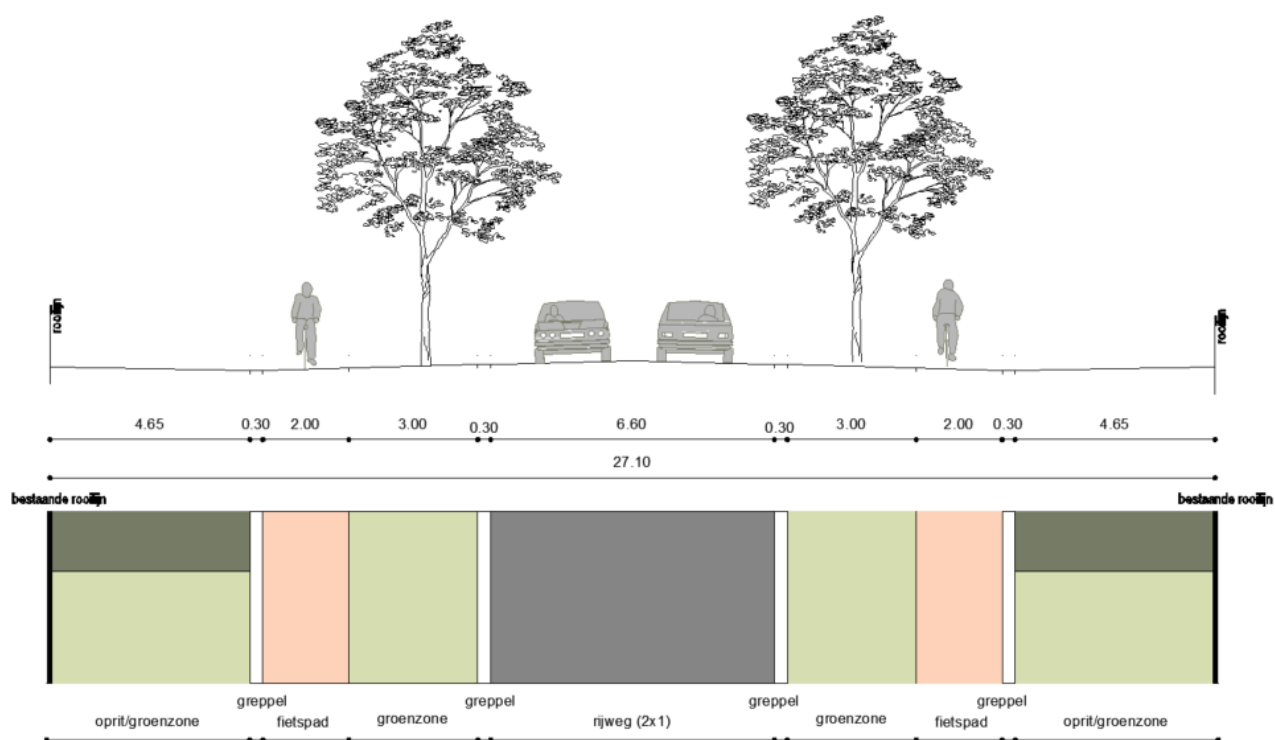 rooilijn
rooilijn
4.65 0.30 2.00 3.00 0.30 6.60 0.30 3.00 2.00 0.30 4.65
27.10
bestaande rooilijn bestaande rooilijn
greppel greppel greppel greppel
oprit/groenzone fietspad groenzone rijweg (2x1) groenzone fietspad oprit/groenzone